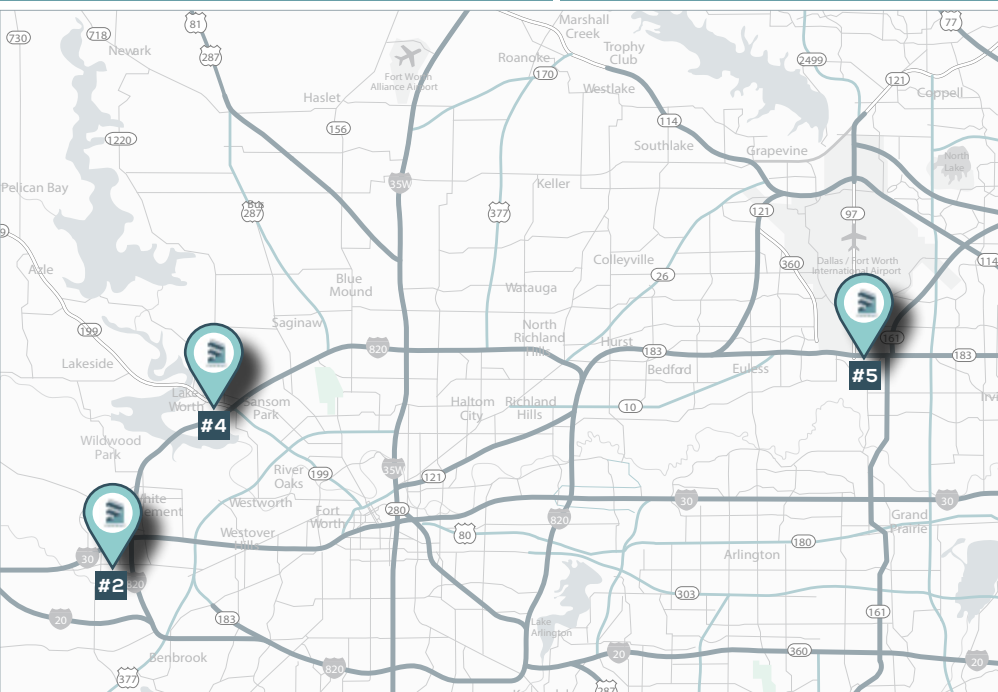 81
77
730
718
Marshall
Creek
Newark
Trophy
Club
287
Roanoke
2499
170
Fort Worth
Alliance Airport
121
Westlake
Coppell
Haslet
114
156
1220
Southlake
Grapevine
North
Lake
35W
Keller
Pelican Bay
Bus
287
377
121
97
9
Colleyville
360
Dallas / Fort Worth
International Airport
114
Azle
26
Blue
Mound
Watauga
Saginaw
North
Richland
Hills
199
161
Hurst
820
183
183
Lakeside
Bedford
Euless
#5
Lake
Worth
Sansom
Park
Haltom
City
Richland
Hills
10
#4
Wildwood
Park
River
Oaks
199
35W
121
Westworth
280
Fort
Worth
30
30
820
Grand
Prairie
Westover
Hills
80
180
Arlington
30
#2
303
20
183
161
Lake
Arlington
Benbrook
360
20
20
820
377
287